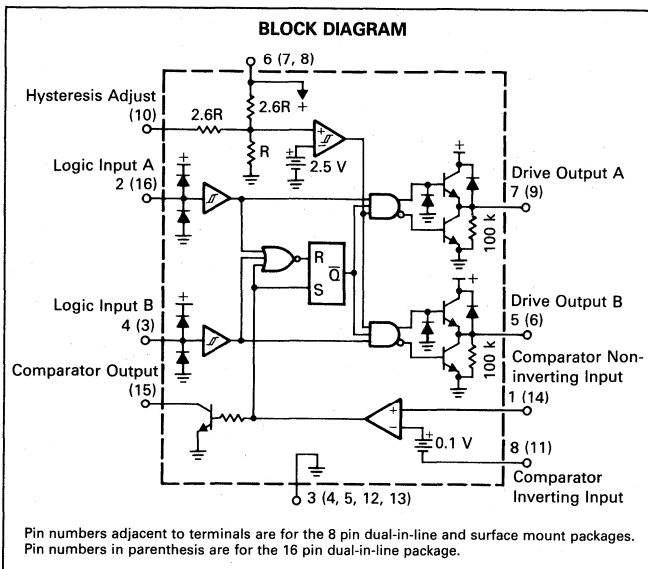 BLOCK DIAGRAM
6 (7, 8)
Hysteresis Adjust
(10)
2.6R
2.6R
+
R
+
2.5 V
+
−
Logic Input A
2 (16)
+
+
Drive Output A
7 (9)
100 k
R
Q
S
Logic Input B
4 (3)
+
+
Drive Output B
5 (6)
100 k
Comparator Output
(15)
Comparator Non-
inverting Input
1 (14)
+
−
+
0.1 V
8 (11)
Comparator
Inverting Input
3 (4, 5, 12, 13)
Pin numbers adjacent to terminals are for the 8 pin dual-in-line and surface mount packages.
Pin numbers in parenthesis are for the 16 pin dual-in-line package.